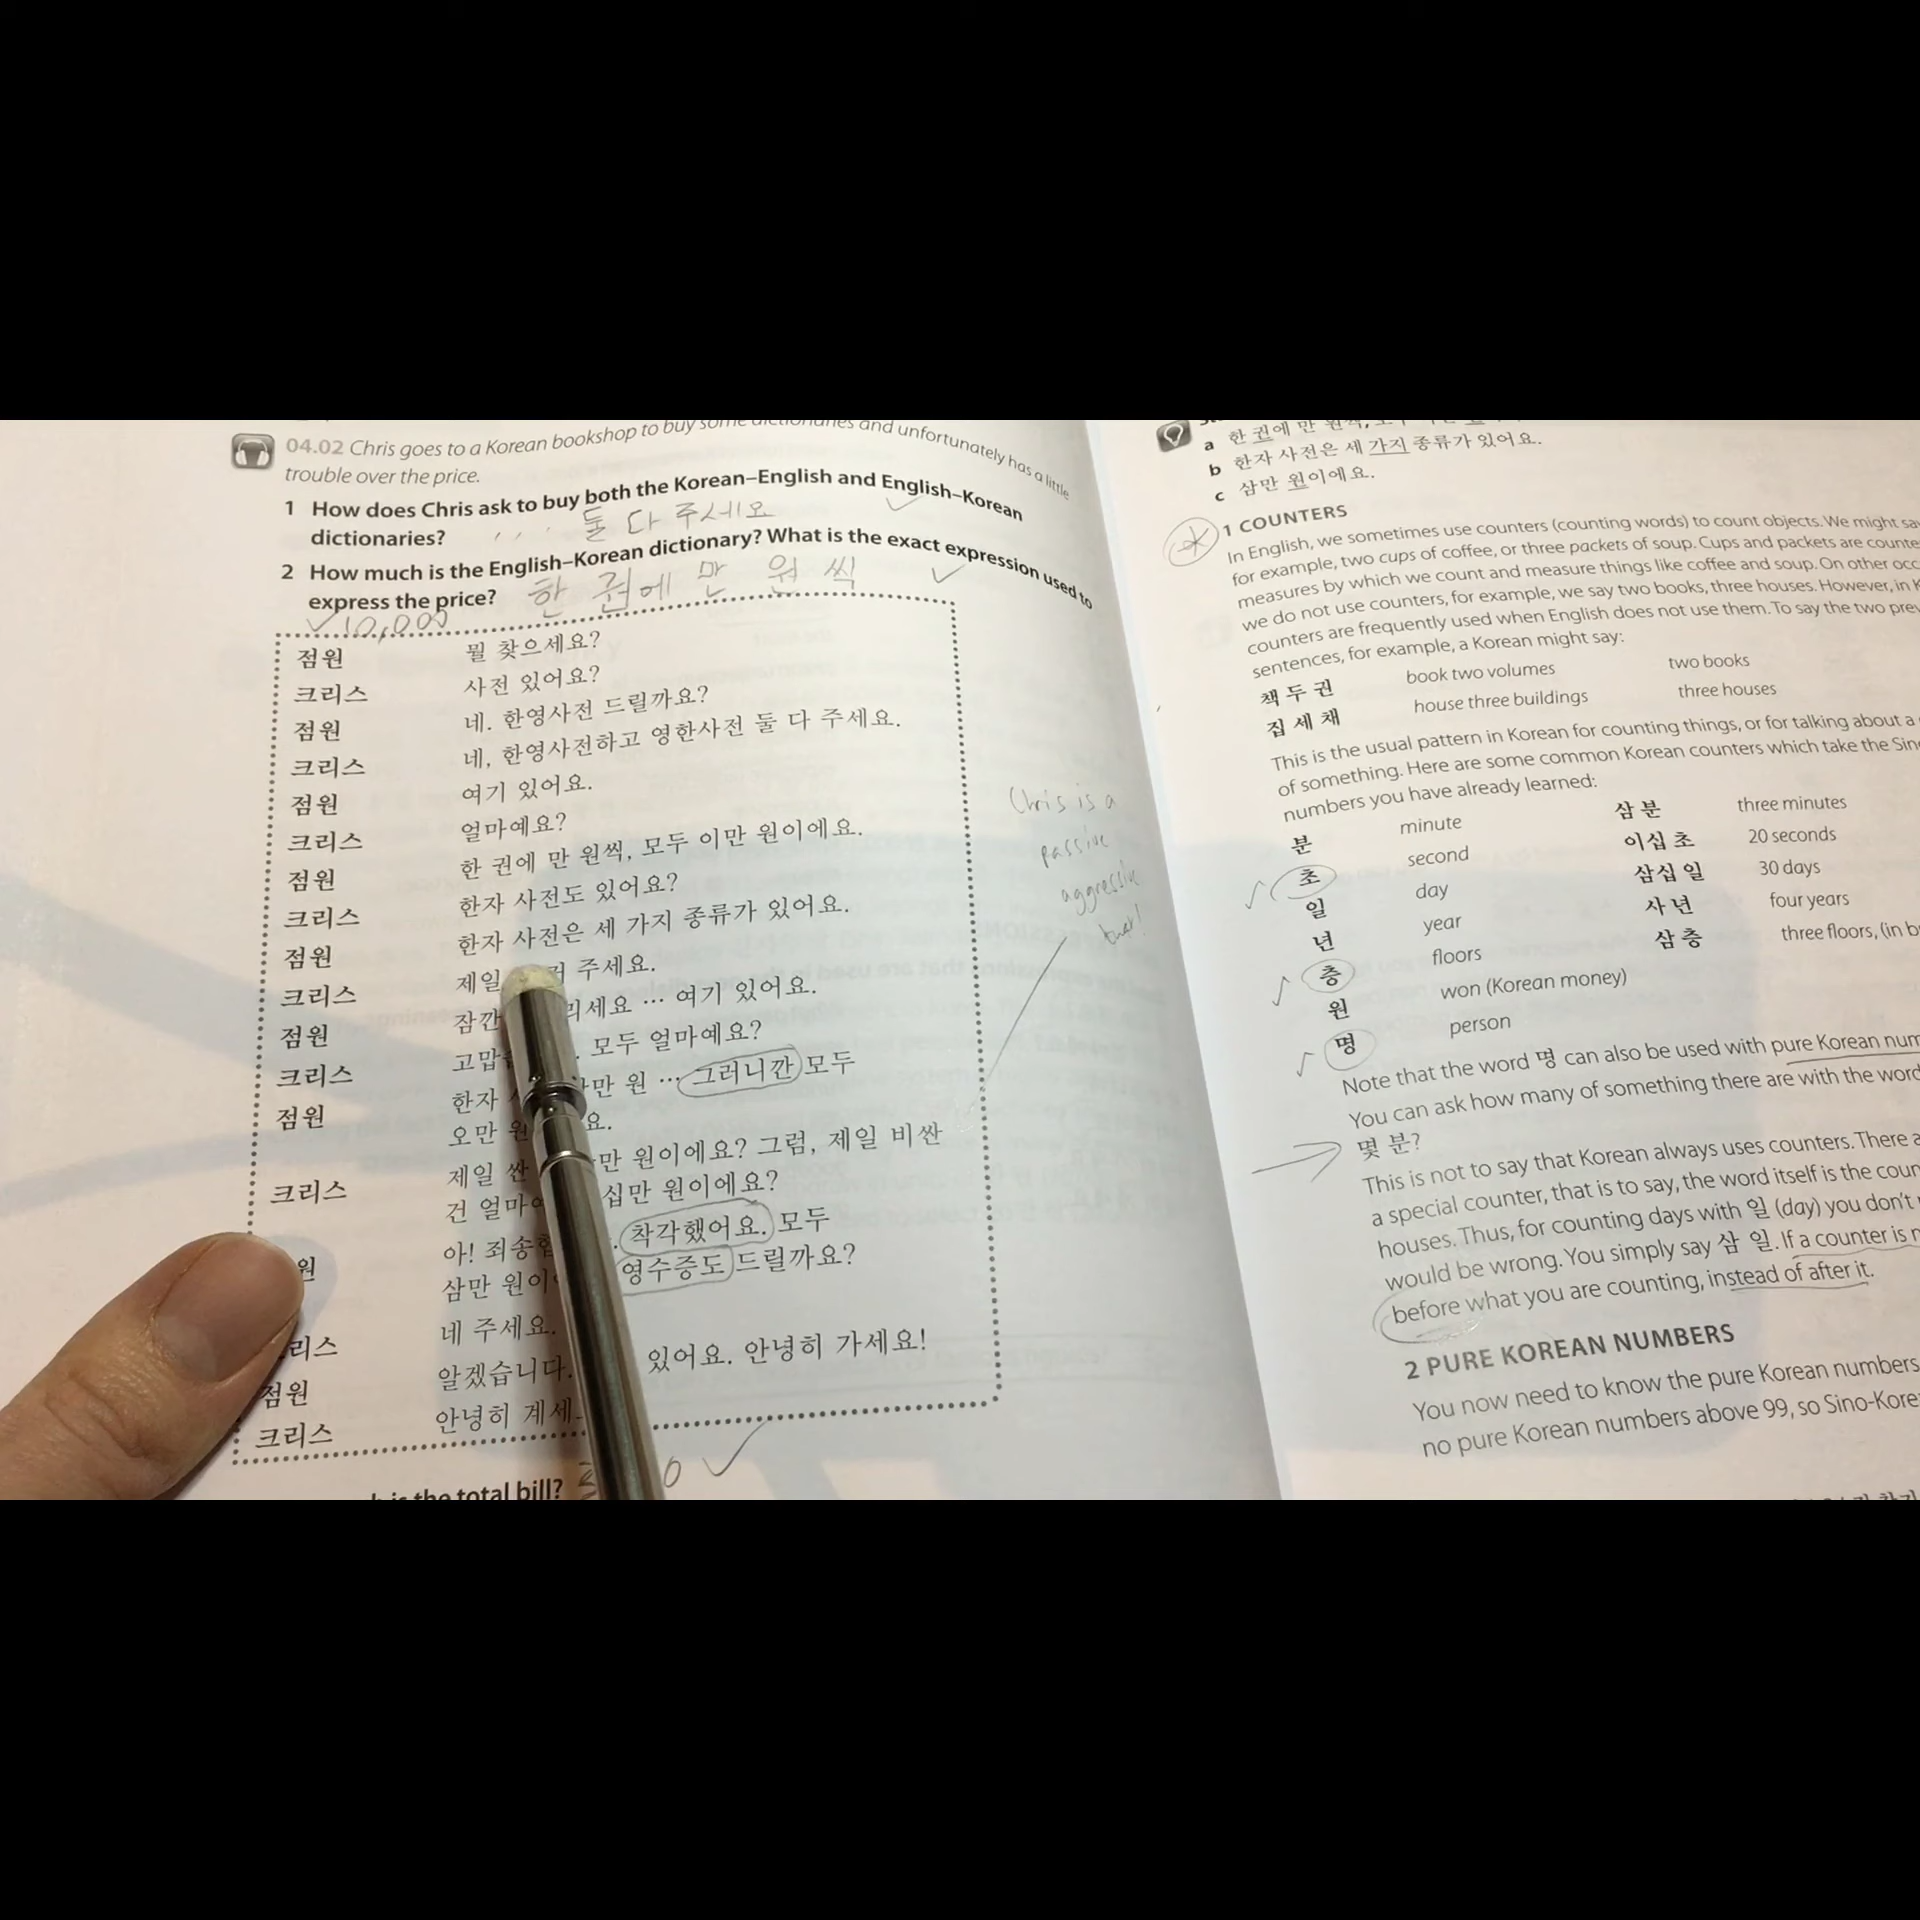 04.02 Chris goes to a Korean bookshop to buy some dictionaries and unfortunately has a little
trouble over the price.
1 How does Chris ask to buy both the Korean–English and English–Korean
dictionaries? 둘 다 주세요
2 How much is the English–Korean dictionary? What is the exact expression used to
express the price? 한 권에 만 원 씩
10,000
점원 뭘 찾으세요?
크리스 사전 있어요?
점원 네. 한영사전 드릴까요?
크리스 네, 한영사전하고 영한사전 둘 다 주세요.
점원 여기 있어요.
크리스 얼마예요?
점원 한 권에 만 원씩, 모두 이만 원이에요.
크리스 한자 사전도 있어요?
점원 한자 사전은 세 가지 종류가 있어요.
크리스 제일 주세요.
점원 잠깐 … 여기 있어요.
크리스 모두 얼마예요?
점원 한자 원 … 그러니깐 모두
오만
크리스 제일 싼 원이에요? 그럼, 제일 비싼
건 원이에요?
아! 착각했어요. 모두
삼만 영수증도 드릴까요?
네 주세요.
점원 알겠습니다. 있어요. 안녕히 가세요!
크리스 안녕히
the total bill?
Chris is a
passive
aggressive
a 한 권에 만
b 한자 사전은 세 가지 종류가 있어요.
c 삼만 원이에요.
1 COUNTERS
In English, we sometimes use counters (counting words) to count objects. We might
for example, two cups of coffee, or three packets of soup. Cups and packets are
measures by which we count and measure things like coffee and soup. On other
we do not use counters, for example, we say two books, three houses. However, in
counters are frequently used when English does not use them. To say the two
sentences, for example, a Korean might say:
책 두 권 book two volumes two books
집 세 채 house three buildings three houses
This is the usual pattern in Korean for counting things, or for talking about a
of something. Here are some common Korean counters which take the
numbers you have already learned:
분 minute 삼 분 three minutes
초 second 이십 초 20 seconds
일 day 삼십 일 30 days
년 year 사 년 four years
층 floors 삼 층 three floors, (in
원 won (Korean money)
명 person
Note that the word 명 can also be used with pure Korean
You can ask how many of something there are with the word
몇 분?
This is not to say that Korean always uses counters. There
a special counter, that is to say, the word itself is the
houses. Thus, for counting days with 일 (day) you don't
would be wrong. You simply say 삼 일. If a counter is
before what you are counting, instead of after it.
2 PURE KOREAN NUMBERS
You now need to know the pure Korean numbers
no pure Korean numbers above 99, so